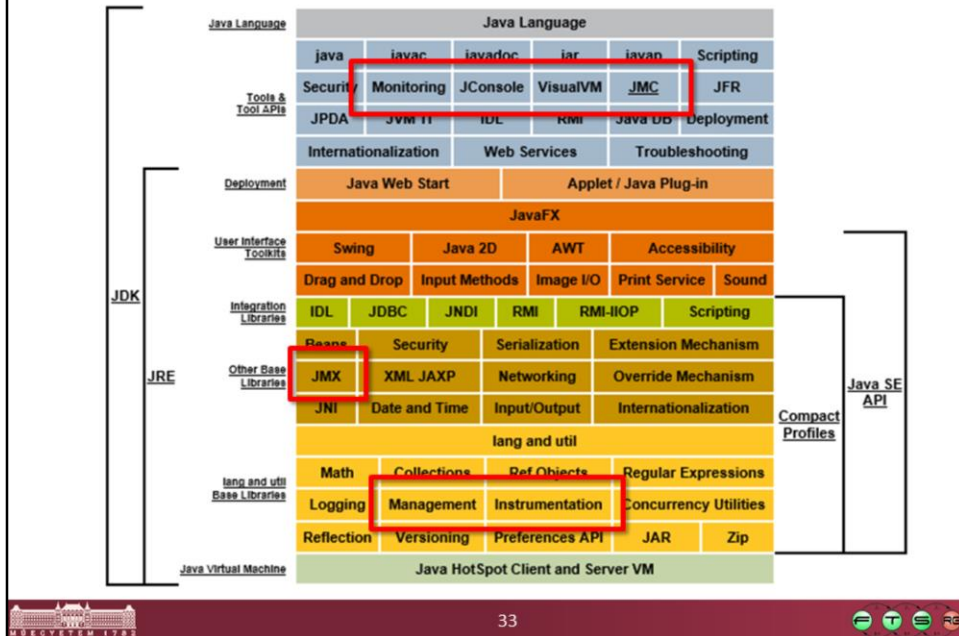 Java Language
Java Language
java javac javadoc jar javap Scripting
Security Monitoring JConsole VisualVM JMC JFR
Tools &
Tool APIs
JPDA JVM TI IDL RMI Java DB Deployment
Internationalization Web Services Troubleshooting
Deployment
Java Web Start Applet / Java Plug-in
JavaFX
User Interface
Toolkits
Swing Java 2D AWT Accessibility
Drag and Drop Input Methods Image I/O Print Service Sound
JDK
Integration
Libraries
IDL JDBC JNDI RMI RMI-IIOP Scripting
Beans Security Serialization Extension Mechanism
JRE
Other Base
Libraries
JMX XML JAXP Networking Override Mechanism
Java SE
API
JNI Date and Time Input/Output Internationalization
Compact
Profiles
lang and util
lang and util
Base Libraries
Math Collections Ref Objects Regular Expressions
Logging Management Instrumentation Concurrency Utilities
Reflection Versioning Preferences API JAR Zip
Java Virtual Machine
Java HotSpot Client and Server VM
MŰEGYETEM 1782
33
F T S RG